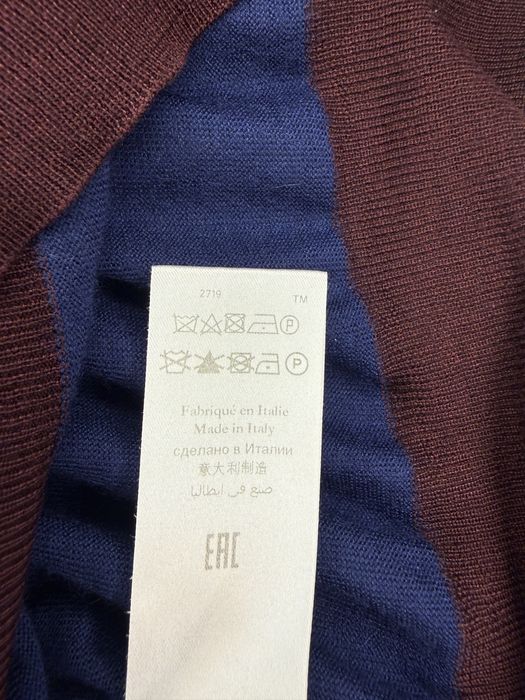 2719 TM
P
P
Fabriqué en Italie
Made in Italy
сделано в Италии
意大利制造
صنع في ايطاليا
EAC